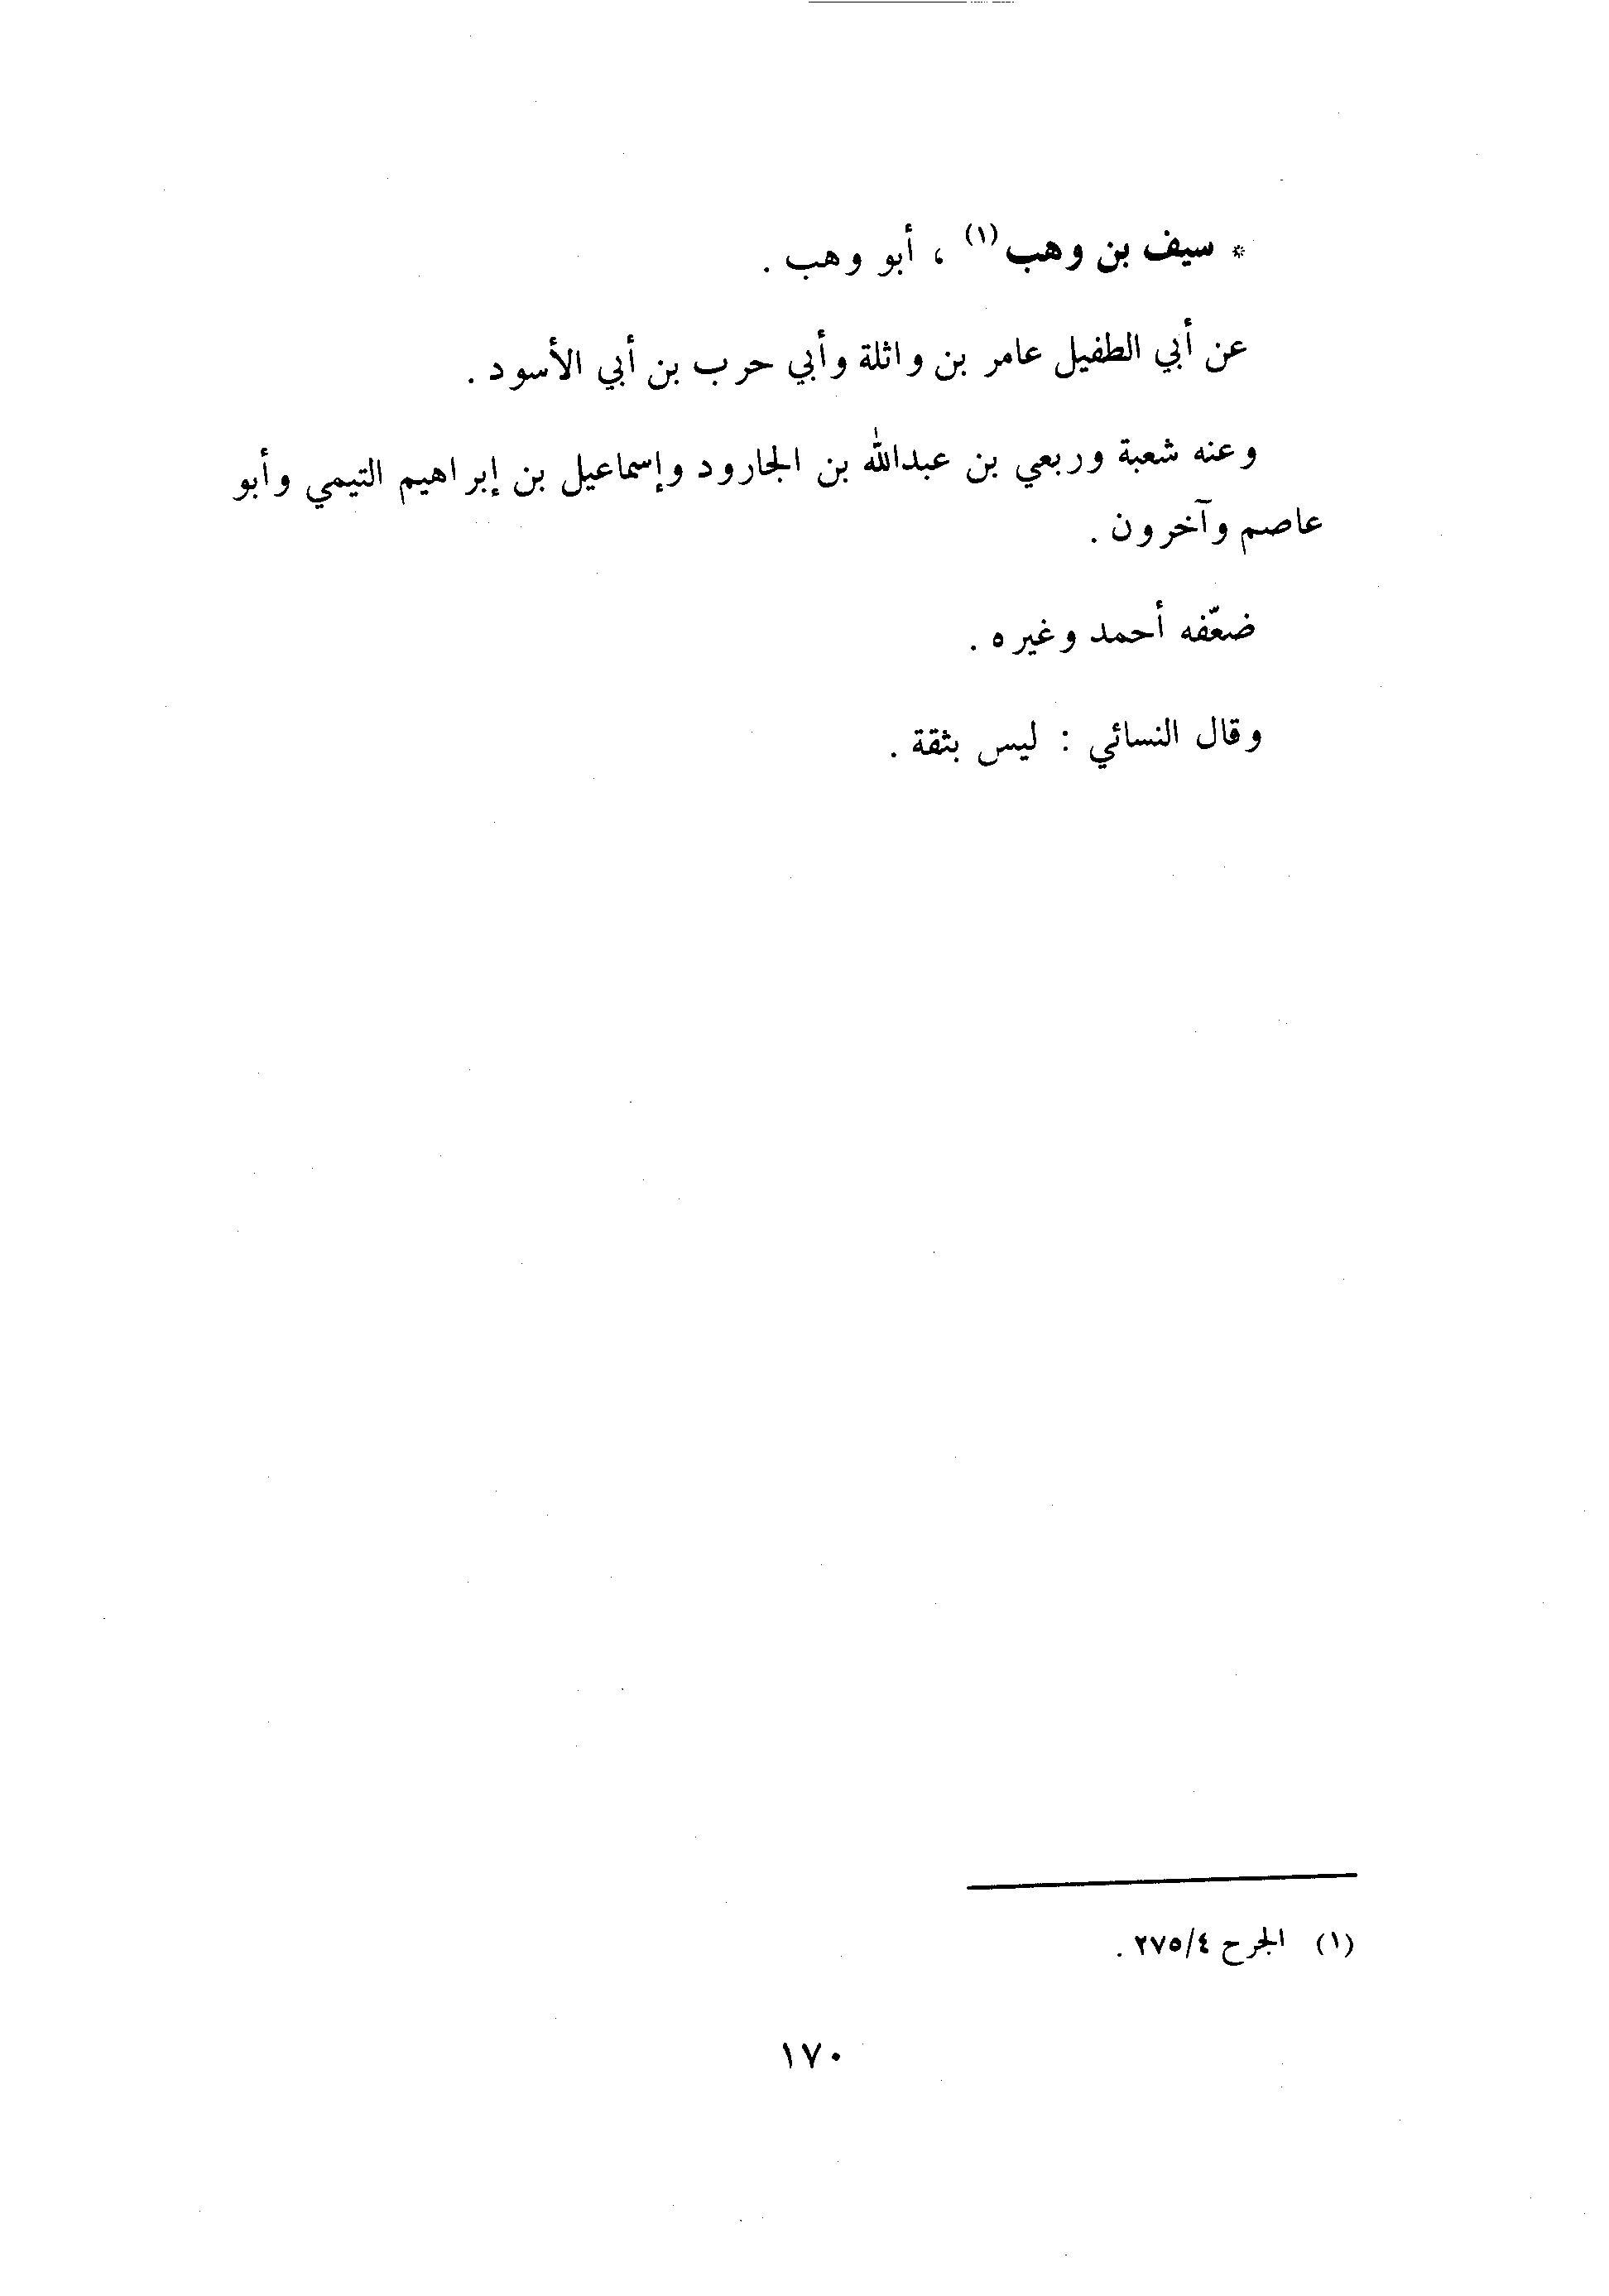 * سيف بن وهب(١) ، أبو وهب .
عن أبي الطفيل عامر بن واثلة وأبي حرب بن أبي الأسود .
وعنه شعبة وربعي بن عبدالله بن الجارود وإسماعيل بن إبراهيم التيمي وأبو
عاصم وآخرون .
ضعّفه أحمد وغيره .
وقال النسائي : ليس بثقة .
(١) الجرح ٢٧٥/٤ .
١٧٠